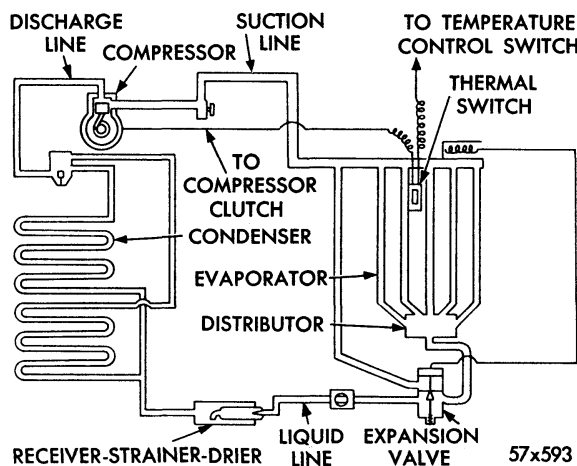 DISCHARGE
LINE
COMPRESSOR
SUCTION
LINE
TO TEMPERATURE
CONTROL SWITCH
THERMAL
SWITCH
TO
COMPRESSOR
CLUTCH
CONDENSER
EVAPORATOR
DISTRIBUTOR
RECEIVER-STRAINER-DRIER
LIQUID
LINE
EXPANSION
VALVE
57x593